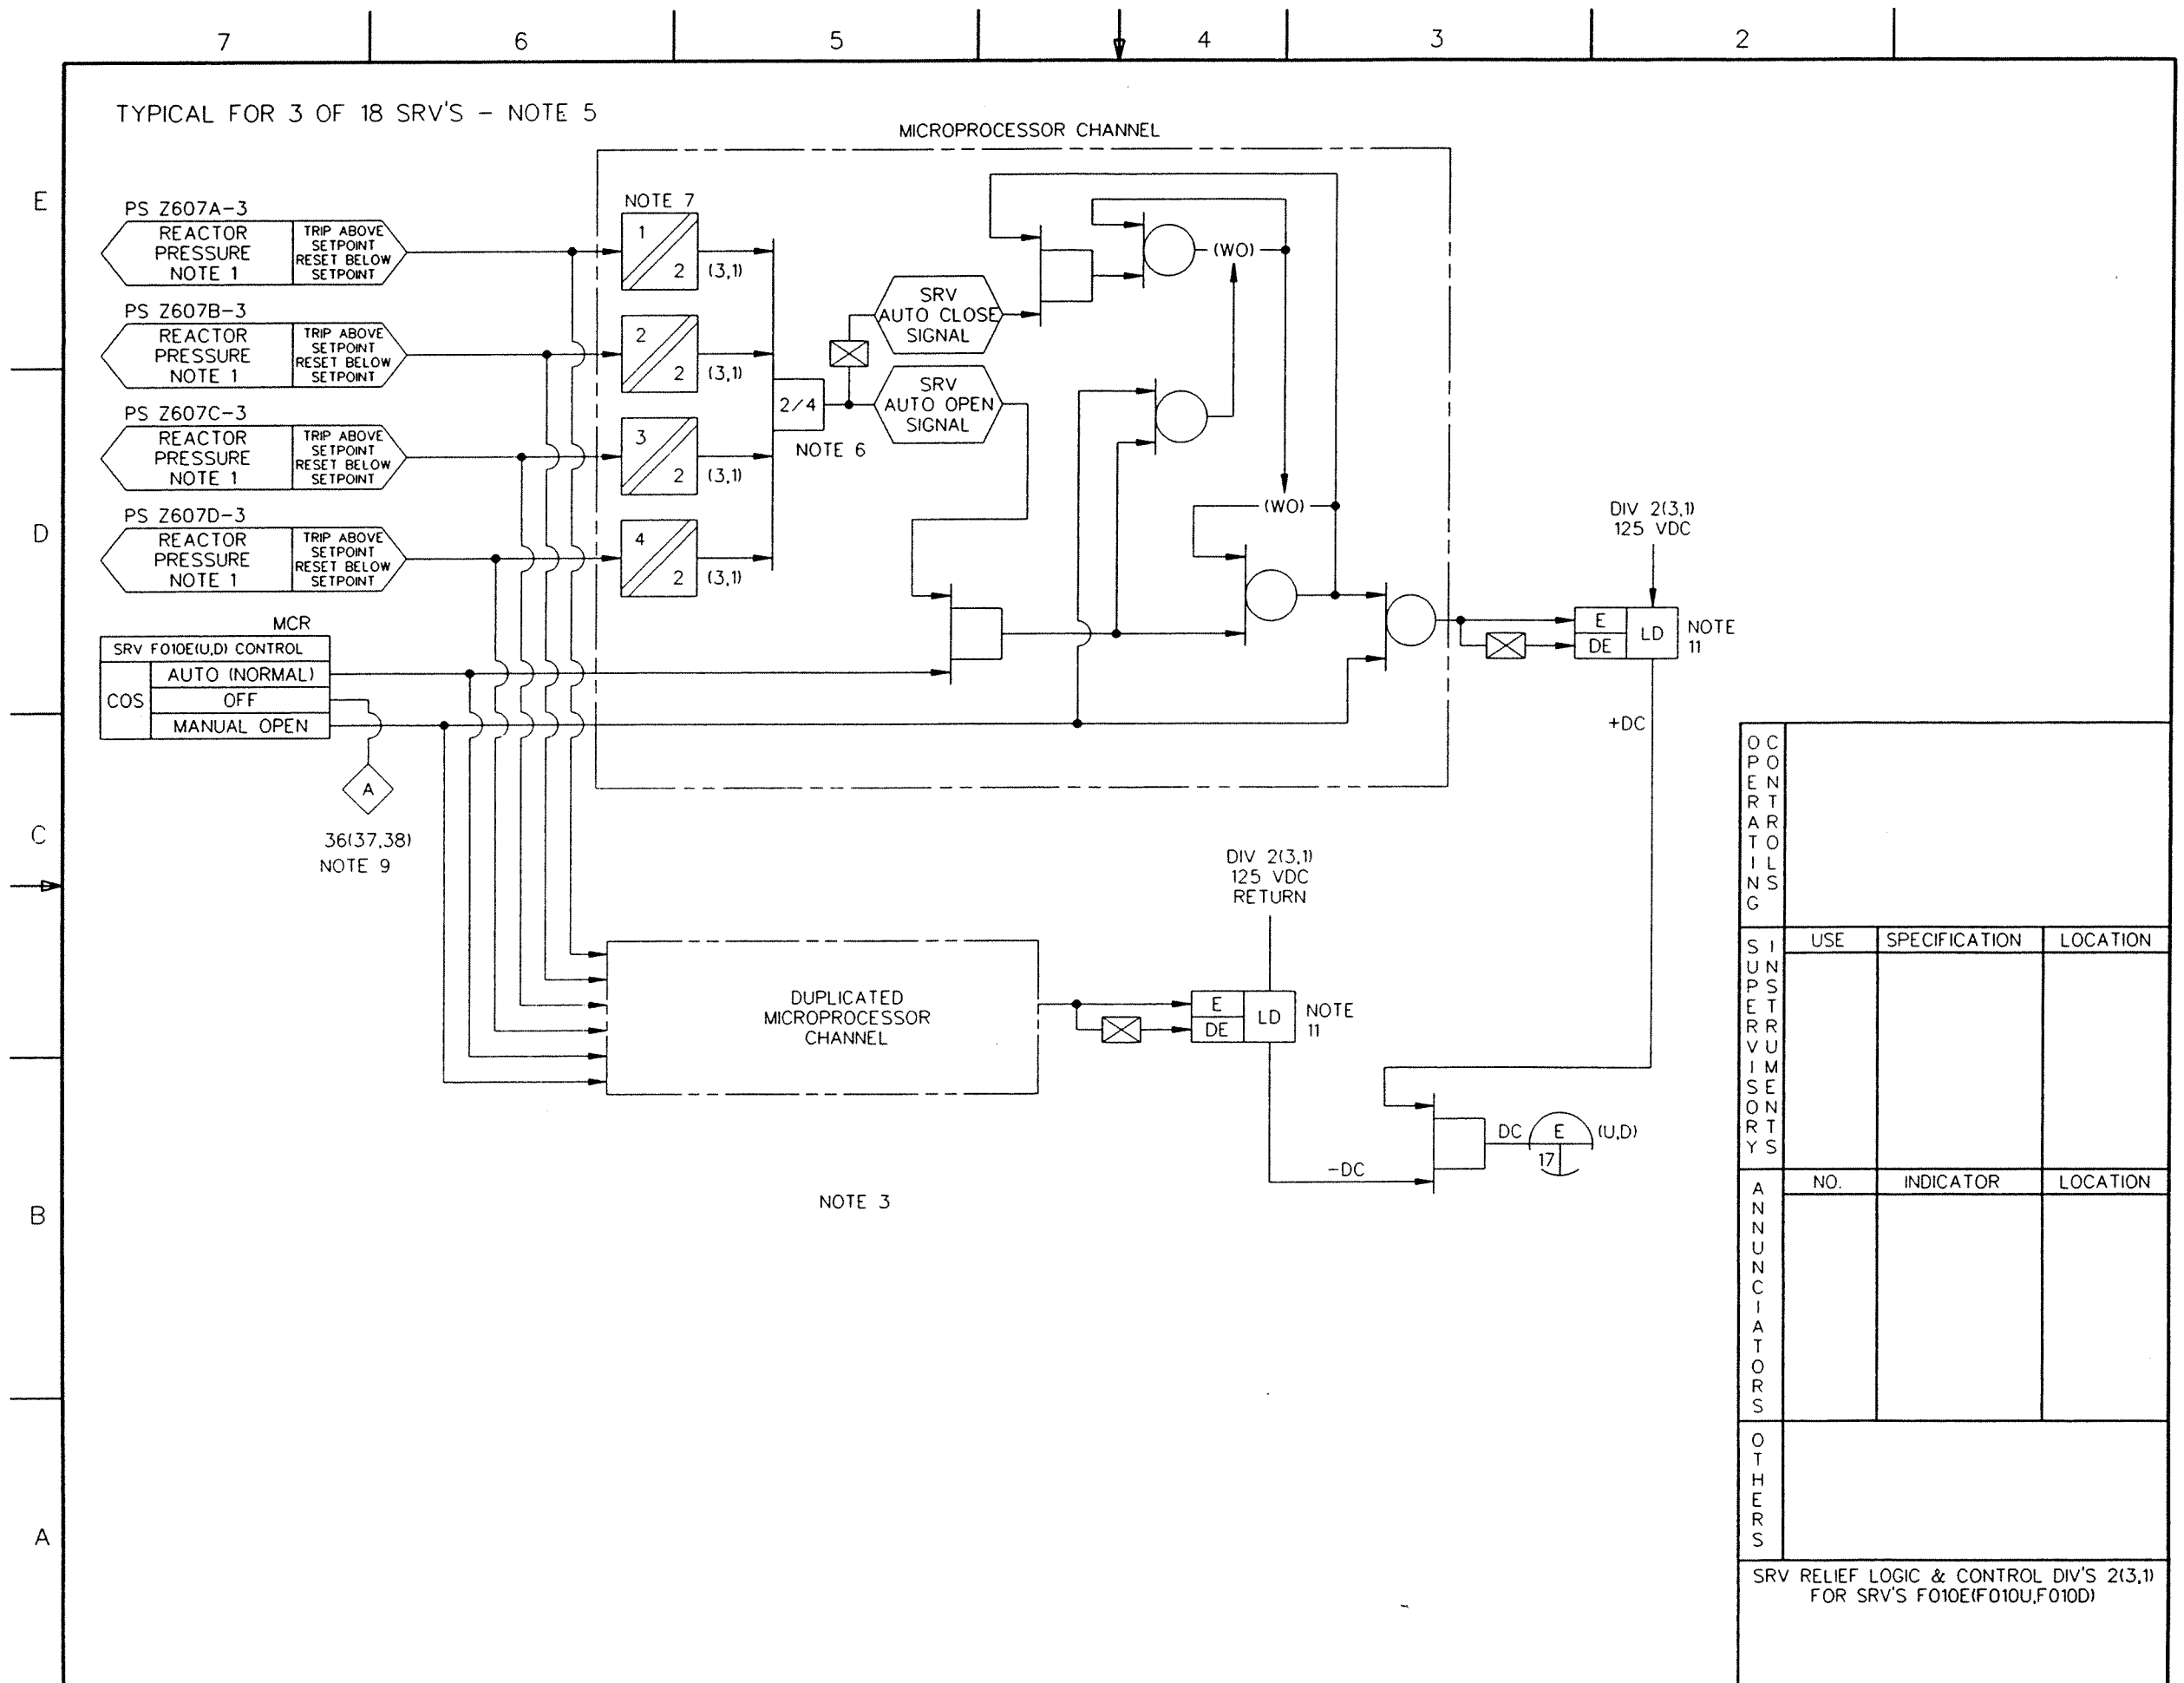 7 6 5 4 3 2
TYPICAL FOR 3 OF 18 SRV'S - NOTE 5
MICROPROCESSOR CHANNEL
E
PS Z607A-3
REACTOR
PRESSURE
NOTE 1
TRIP ABOVE
SETPOINT
RESET BELOW
SETPOINT
PS Z607B-3
REACTOR
PRESSURE
NOTE 1
TRIP ABOVE
SETPOINT
RESET BELOW
SETPOINT
D
PS Z607C-3
REACTOR
PRESSURE
NOTE 1
TRIP ABOVE
SETPOINT
RESET BELOW
SETPOINT
PS Z607D-3
REACTOR
PRESSURE
NOTE 1
TRIP ABOVE
SETPOINT
RESET BELOW
SETPOINT
NOTE 7
1
2 (3,1)
2
2 (3,1)
3
2 (3,1)
4
2 (3,1)
2/4
NOTE 6
SRV
AUTO CLOSE
SIGNAL
SRV
AUTO OPEN
SIGNAL
(WO)
(WO)
MCR
SRV F010E(U,D) CONTROL
COS
AUTO (NORMAL)
OFF
MANUAL OPEN
A
36(37,38)
NOTE 9
DIV 2(3,1)
125 VDC
E
DE
LD
NOTE
11
+DC
C
DIV 2(3,1)
125 VDC
RETURN
DUPLICATED
MICROPROCESSOR
CHANNEL
E
DE
LD
NOTE
11
-DC
DC
E
17
(U,D)
NOTE 3
B
A
OPERATING
CONTROLS
SUPERVISORY
INSTRUMENTS
USE SPECIFICATION LOCATION
ANNUNCIATORS
NO. INDICATOR LOCATION
OTHERS
SRV RELIEF LOGIC & CONTROL DIV'S 2(3,1)
FOR SRV'S F010E(F010U,F010D)